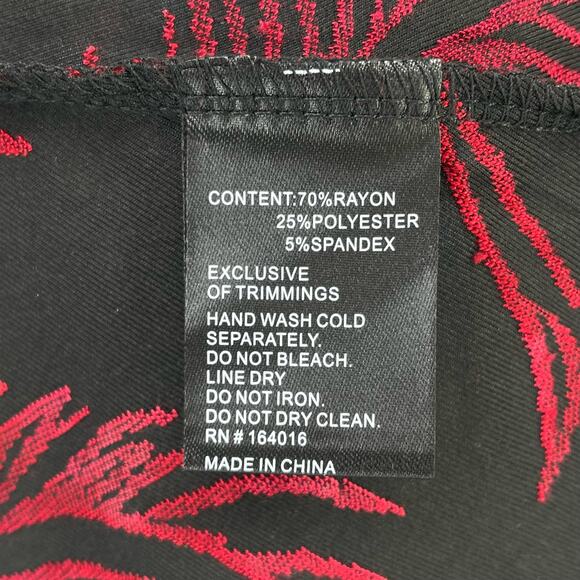 CONTENT:70%RAYON
25%POLYESTER
5%SPANDEX
EXCLUSIVE
OF TRIMMINGS
HAND WASH COLD
SEPARATELY.
DO NOT BLEACH.
LINE DRY
DO NOT IRON.
DO NOT DRY CLEAN.
RN # 164016
MADE IN CHINA